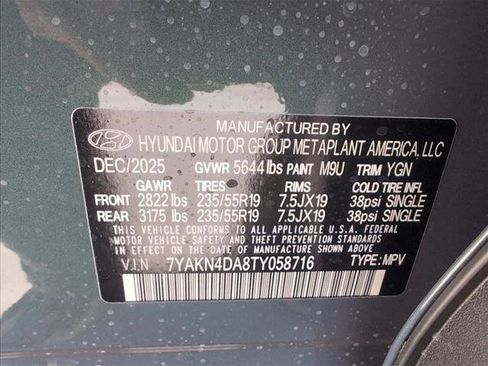 MANUFACTURED BY
HYUNDAI MOTOR GROUP METAPLANT AMERICA, LLC
DEC/2025 GVWR 5644 lbs PAINT M9U TRIM YGN
GAWR TIRES RIMS COLD TIRE INFL
FRONT 2822 lbs 235/55R19 7.5JX19 38psi SINGLE
REAR 3175 lbs 235/55R19 7.5JX19 38psi SINGLE
THIS VEHICLE CONFORMS TO ALL APPLICABLE U.S.A. FEDERAL
MOTOR VEHICLE SAFETY AND THEFT PREVENTION STANDARDS IN
EFFECT ON THE DATE OF MANUFACTURE SHOWN ABOVE.
V.I.N 7YAKN4DA8TY058716 TYPE: MPV